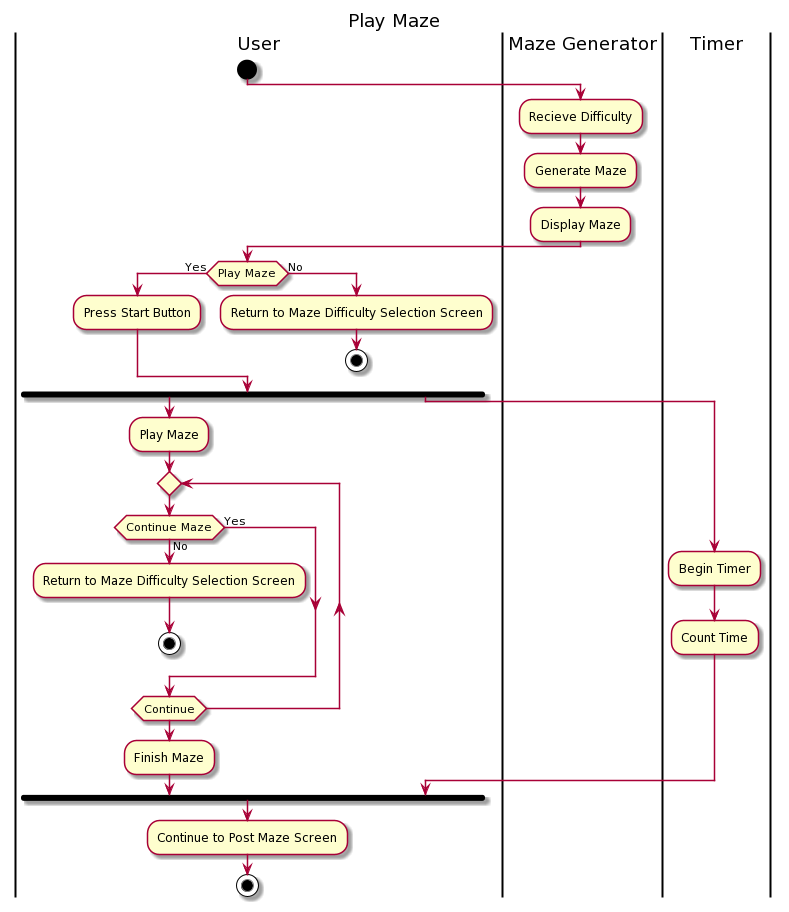 Play Maze
User
Maze Generator
Timer
Recieve Difficulty
Generate Maze
Display Maze
Yes
Play Maze
No
Press Start Button
Return to Maze Difficulty Selection Screen
Play Maze
Continue Maze
Yes
No
Return to Maze Difficulty Selection Screen
Begin Timer
Count Time
Continue
Finish Maze
Continue to Post Maze Screen